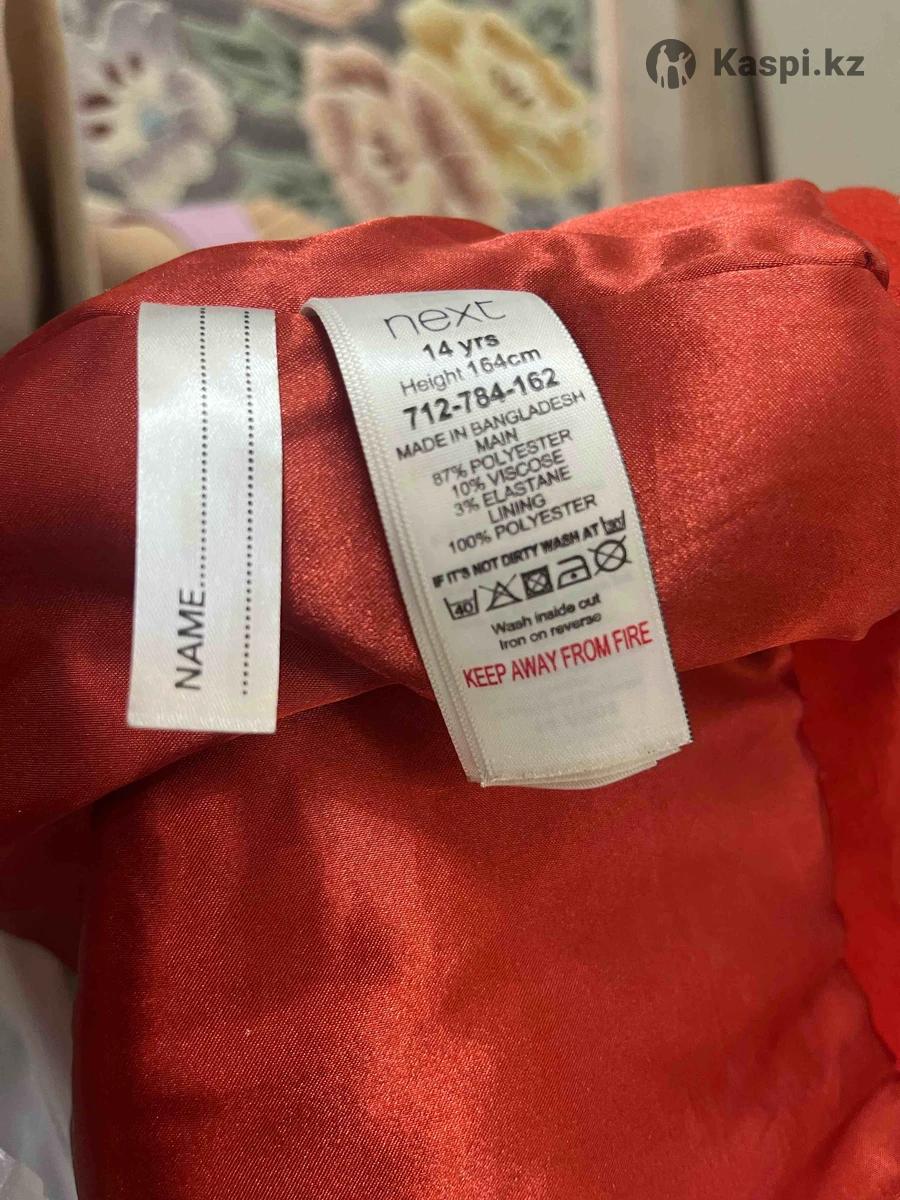 Kaspi.kz
NAME
next
14 yrs
Height 164cm
712-784-162
MADE IN BANGLADESH
MAIN
87% POLYESTER
10% VISCOSE
3% ELASTANE
LINING
100% POLYESTER
IF IT'S NOT DIRTY WASH AT 30
40
Wash inside out
Iron on reverse
KEEP AWAY FROM FIRE